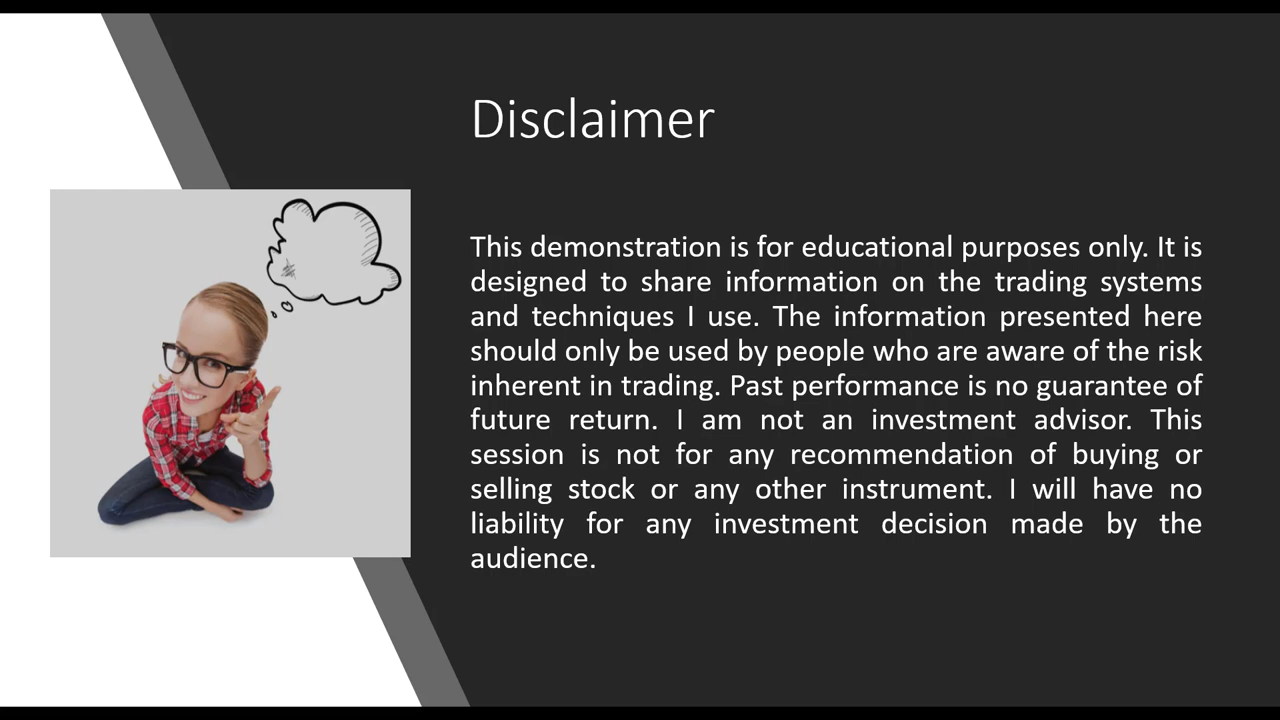 Disclaimer
This demonstration is for educational purposes only. It is
designed to share information on the trading systems
and techniques I use. The information presented here
should only be used by people who are aware of the risk
inherent in trading. Past performance is no guarantee of
future return. I am not an investment advisor. This
session is not for any recommendation of buying or
selling stock or any other instrument. I will have no
liability for any investment decision made by the
audience.